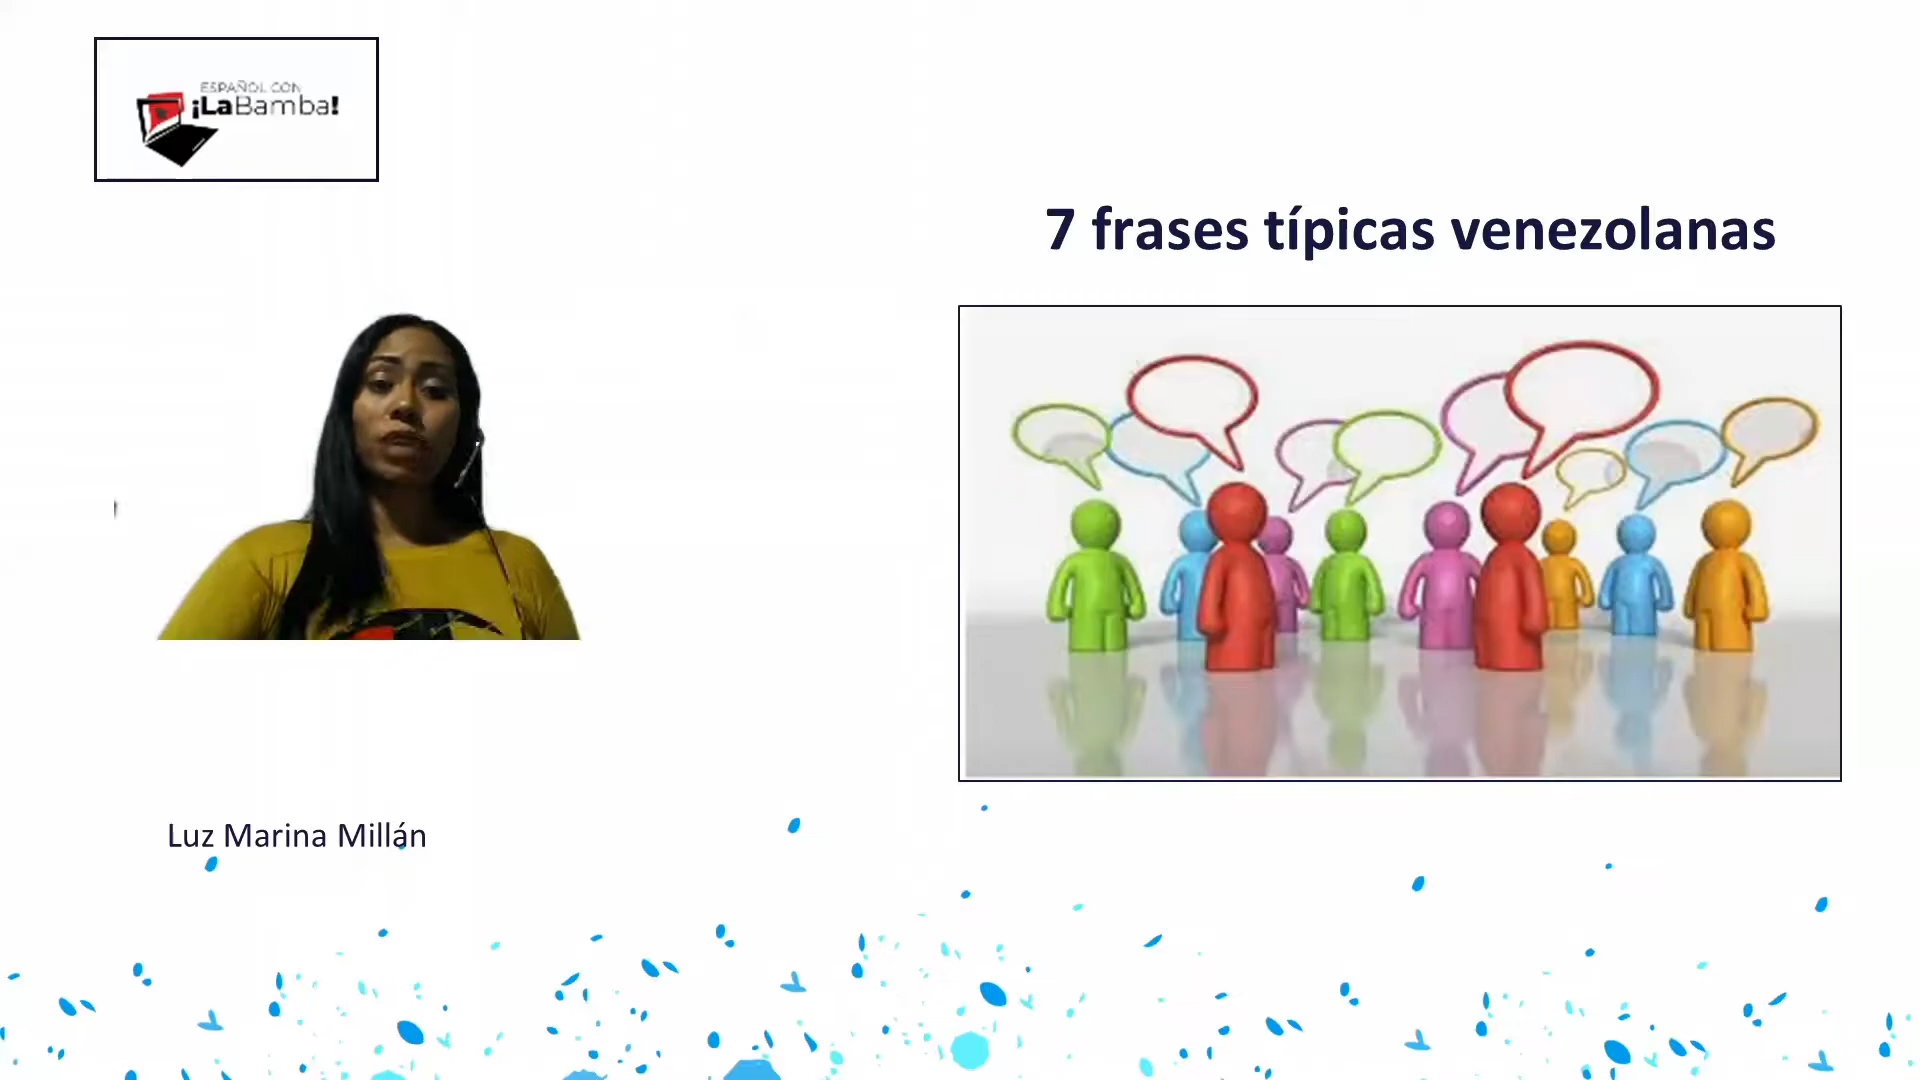 ESPAÑOL CON
¡LaBamba!
7 frases típicas venezolanas
Luz Marina Millán